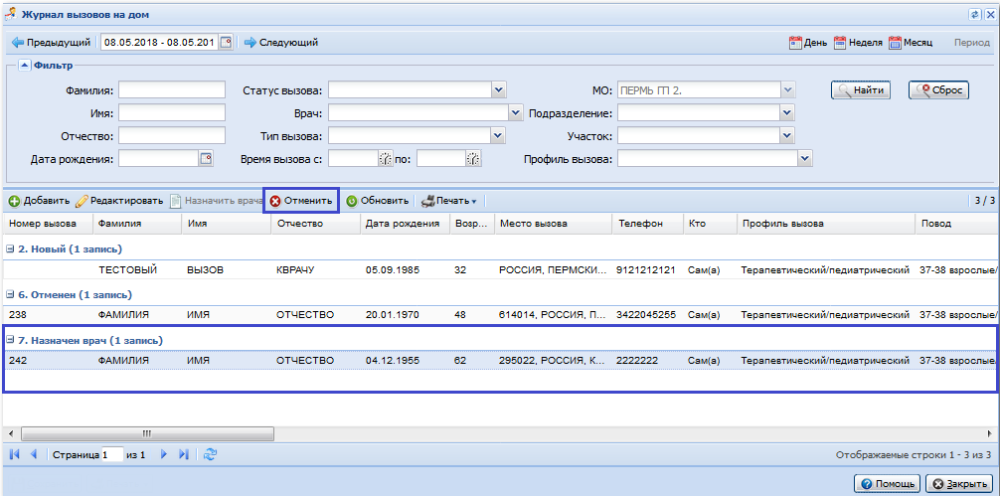 Журнал вызовов на дом
Предыдущий 08.05.2018 - 08.05.201 Следующий День Неделя Месяц Период
Фильтр
Фамилия: Статус вызова: МО: ПЕРМЬ ГП 2. Найти Сброс
Имя: Врач: Подразделение:
Отчество: Тип вызова: Участок:
Дата рождения: Время вызова с: по: Профиль вызова:
Добавить Редактировать Назначить врача Отменить Обновить Печать 3 / 3
Номер вызова Фамилия Имя Отчество Дата рождения Возр... Место вызова Телефон Кто Профиль вызова Повод
2. Новый (1 запись)
ТЕСТОВЫЙ ВЫЗОВ КВРАЧУ 05.09.1985 32 РОССИЯ, ПЕРМСКИ... 9121212121 Сам(а) Терапевтический/педиатрический 37-38 взрослые/
6. Отменен (1 запись)
238 ФАМИЛИЯ ИМЯ ОТЧЕСТВО 20.01.1970 48 614014, РОССИЯ, П... 3422045255 Сам(а) Терапевтический/педиатрический 37-38 взрослые/
7. Назначен врач (1 запись)
242 ФАМИЛИЯ ИМЯ ОТЧЕСТВО 04.12.1955 62 295022, РОССИЯ, К... 2222222 Сам(а) Терапевтический/педиатрический 37-38 взрослые/
Страница 1 из 1 Отображаемые строки 1 - 3 из 3
Помощь Закрыть